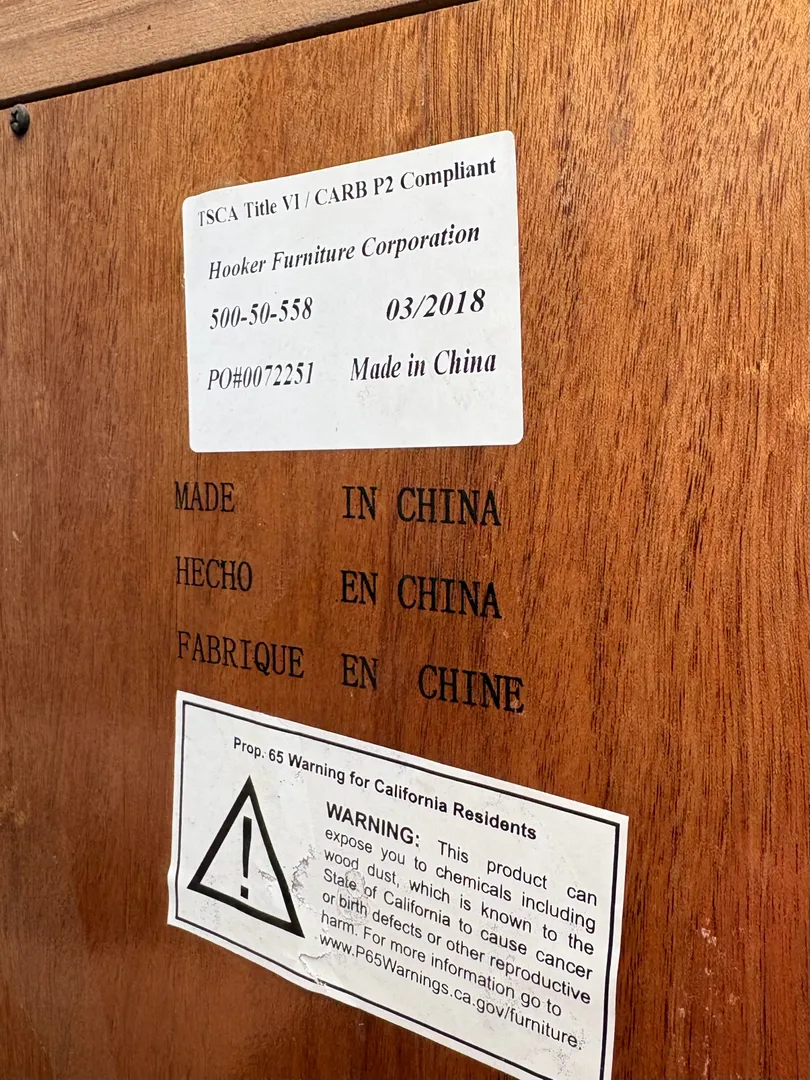 TSCA Title VI / CARB P2 Compliant
Hooker Furniture Corporation
500-50-558 03/2018
PO#0072251 Made in China
MADE IN CHINA
HECHO EN CHINA
FABRIQUE EN CHINE
Prop. 65 Warning for California Residents
!
WARNING: This product can
expose you to chemicals including
wood dust, which is known to the
State of California to cause cancer
or birth defects or other reproductive
harm. For more information go to
www.P65Warnings.ca.gov/furniture.